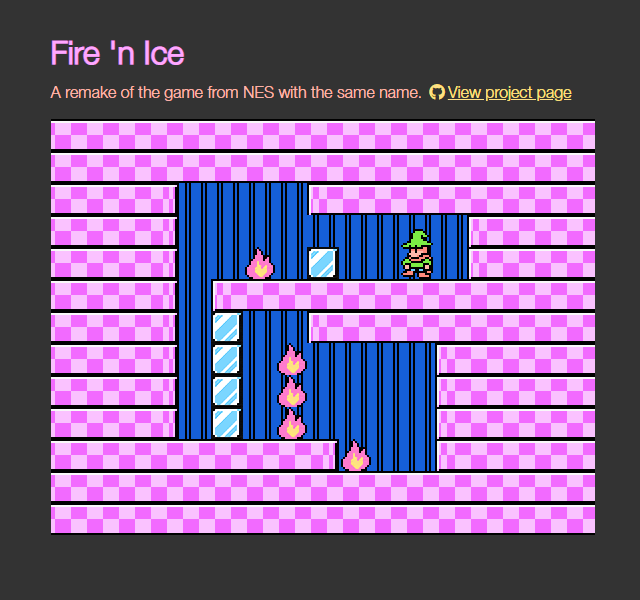 Fire 'n Ice
A remake of the game from NES with the same name. View project page